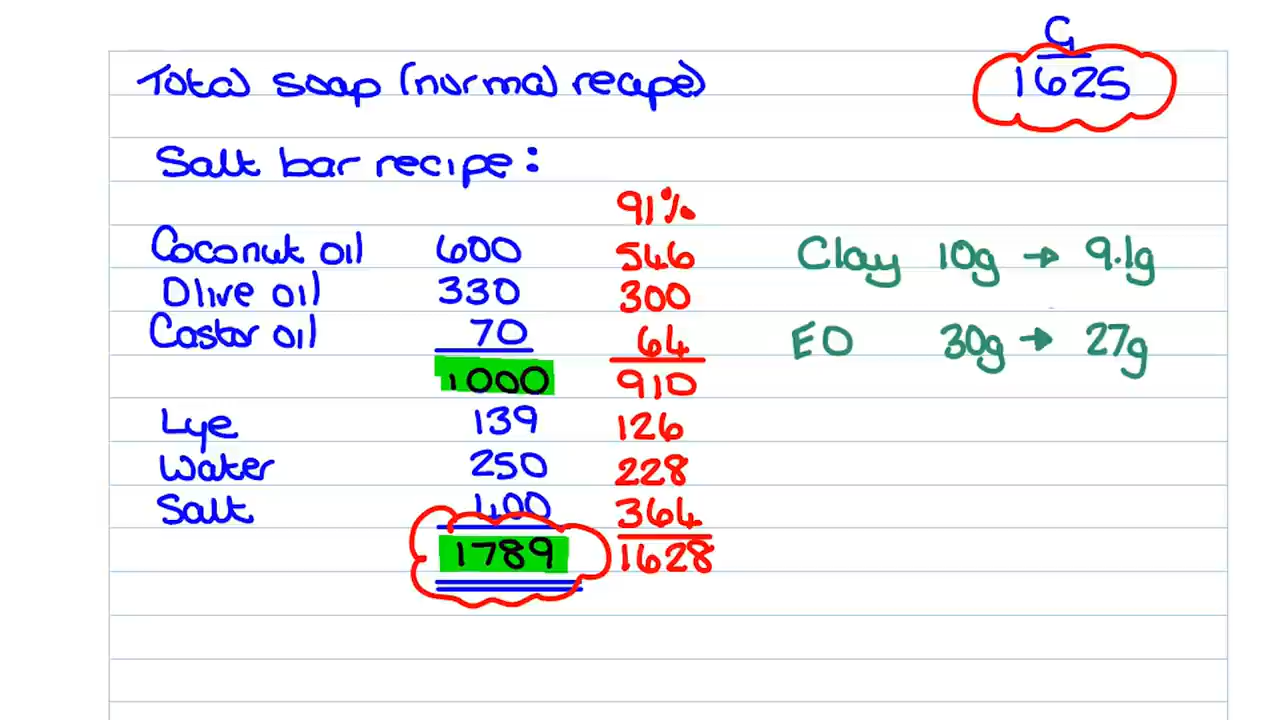 G
Total soap (normal recipe) 1625
Salt bar recipe:
91%
Coconut oil 600 546 Clay 10g → 9.1g
Olive oil 330 300
Castor oil 70 64 EO 30g → 27g
1000 910
Lye 139 126
Water 250 228
Salt 400 364
1789 1628